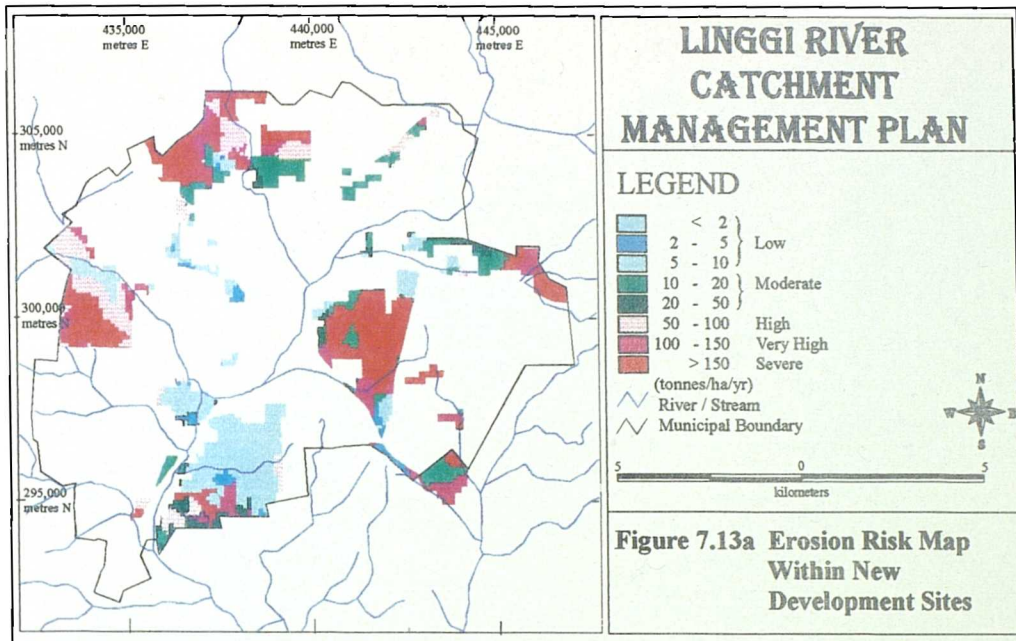 435,000
metres E
440,000
metres E
445,000
metres E
305,000
metres N
300,000
metres N
295,000
metres N
LINGGI RIVER
CATCHMENT
MANAGEMENT PLAN
LEGEND
< 2
2 - 5 Low
5 - 10
10 - 20 Moderate
20 - 50
50 - 100 High
100 - 150 Very High
> 150 Severe
(tonnes/ha/yr)
River / Stream
Municipal Boundary
N
W E
S
5 0 5
kilometers
Figure 7.13a Erosion Risk Map
Within New
Development Sites